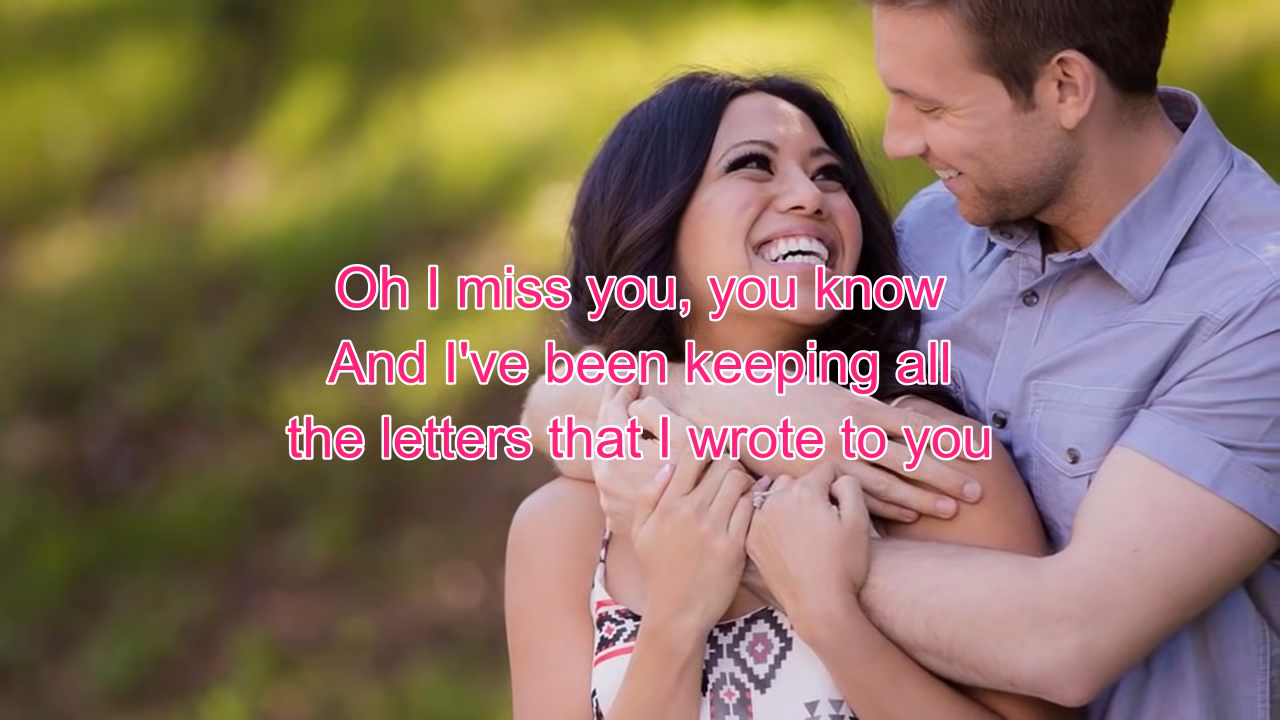 Oh I miss you, you know
And I've been keeping all
the letters that I wrote to you